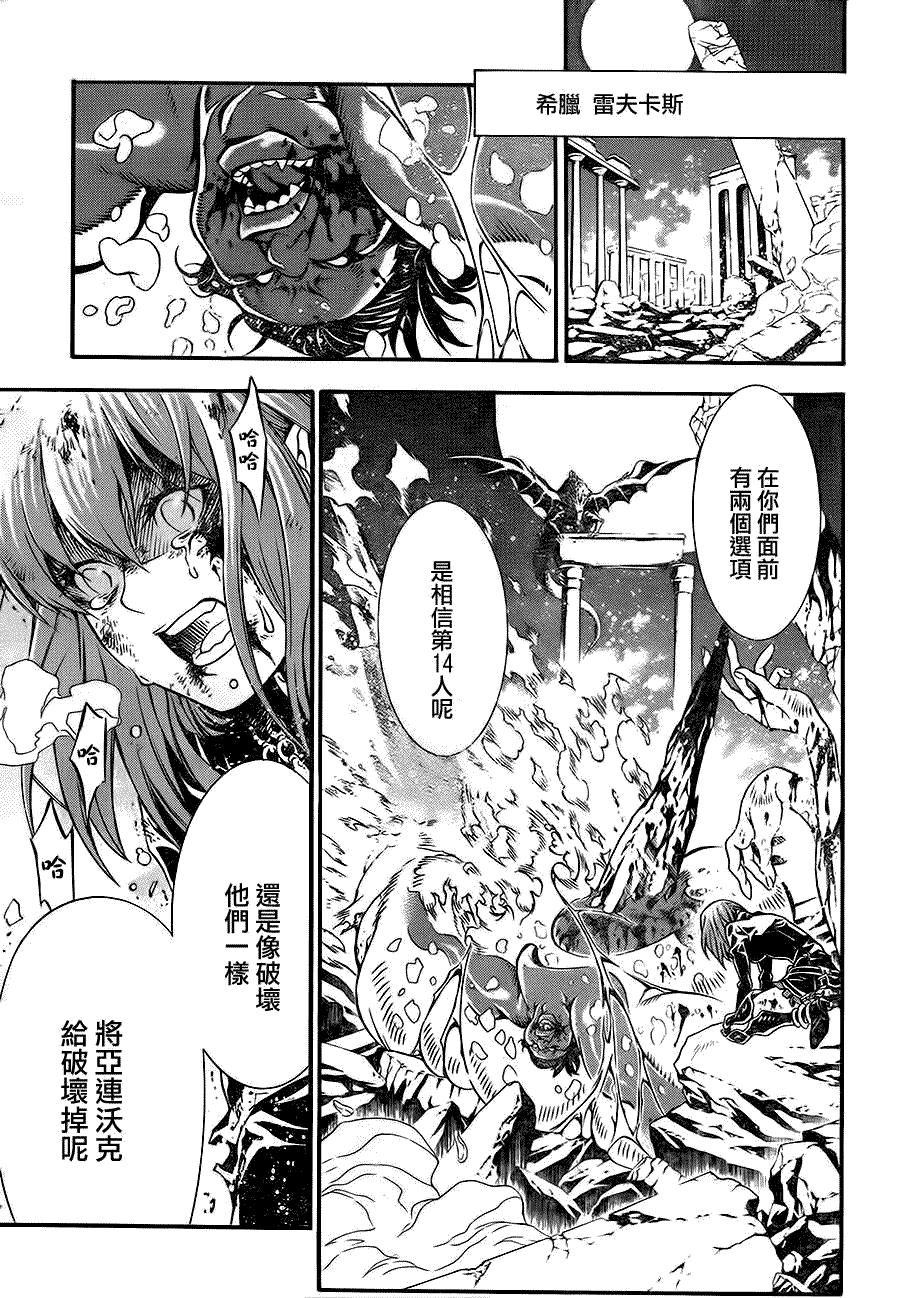 希臘 雷夫卡斯
在你們面前
有兩個選項
是相信第14人呢
哈哈
哈
哈
還是像破壞
他們一樣
將亞連沃克
給破壞掉呢